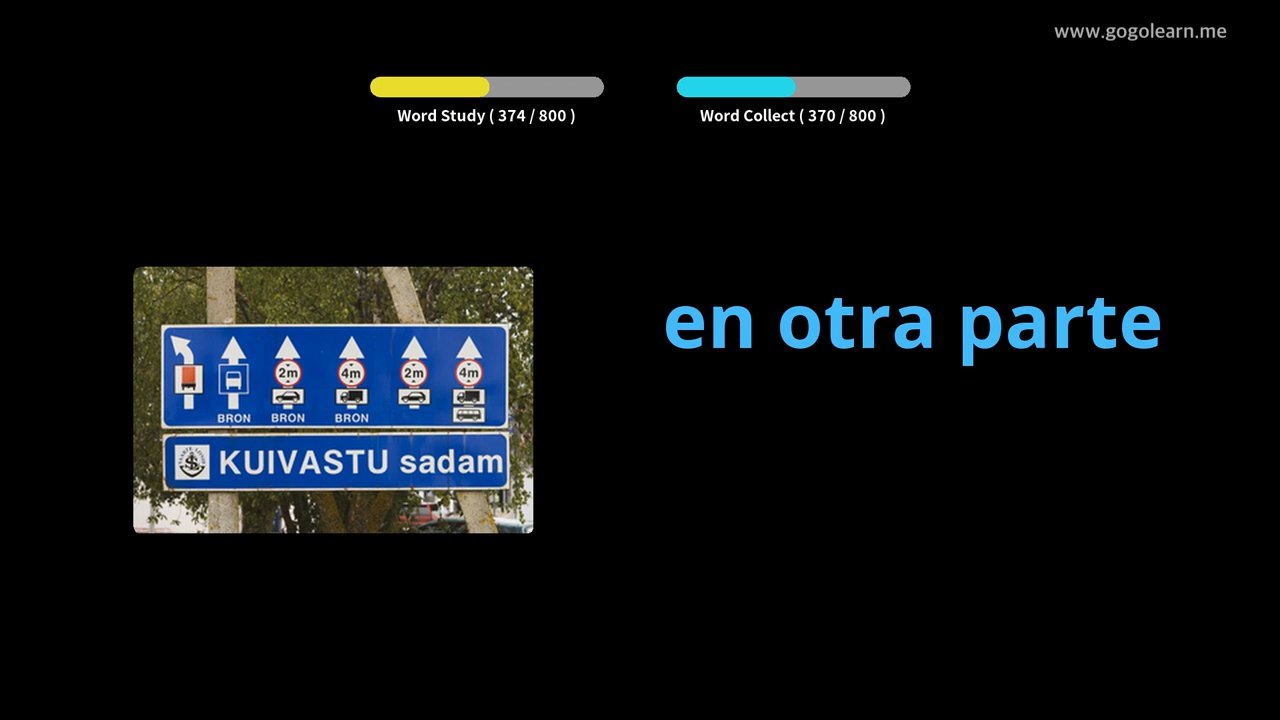 www.gogolearn.me
Word Study ( 374 / 800 )
Word Collect ( 370 / 800 )
en otra parte
2m 4m 2m 4m
BRON BRON BRON
KUIVASTU sadam